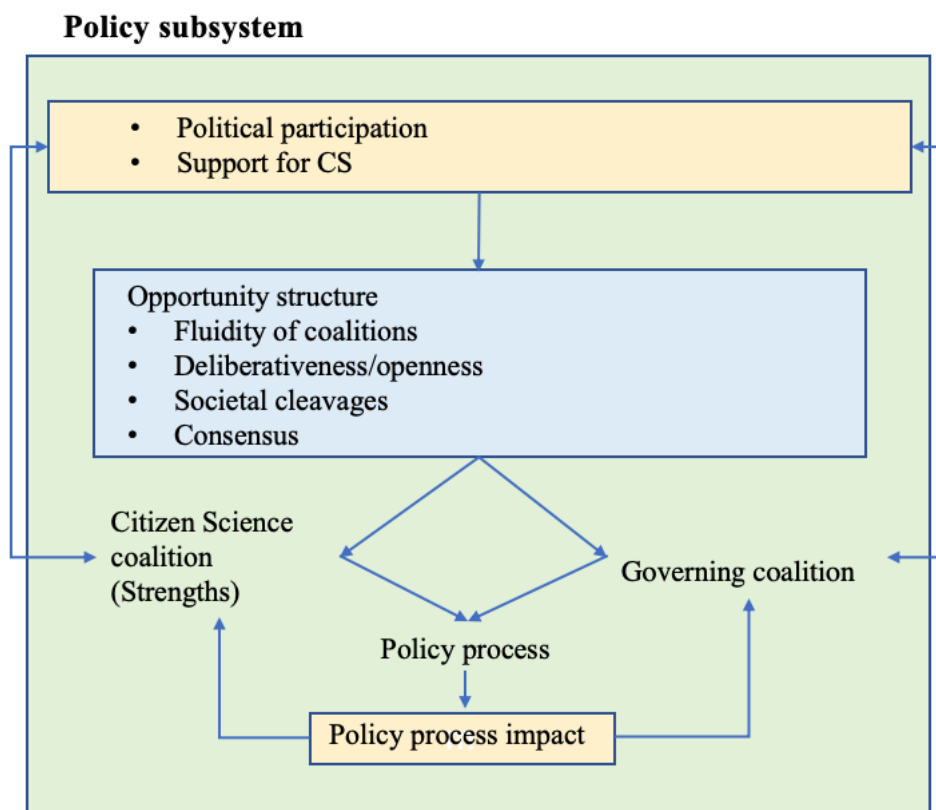 Policy subsystem
• Political participation
• Support for CS
Opportunity structure
• Fluidity of coalitions
• Deliberativeness/openness
• Societal cleavages
• Consensus
Citizen Science
coalition
(Strengths)
Governing coalition
Policy process
Policy process impact